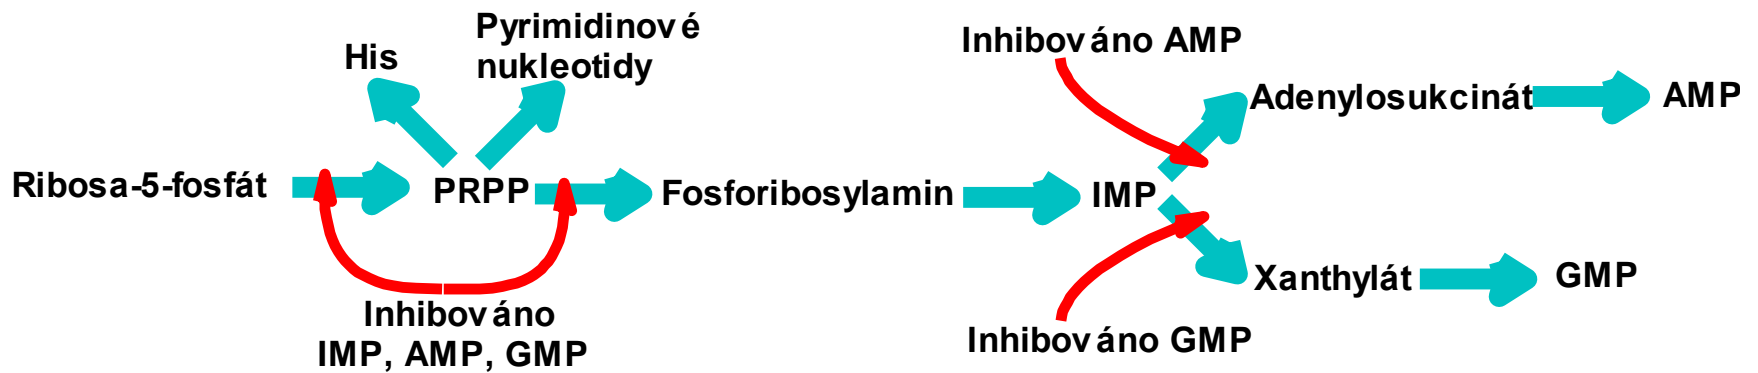 His
Pyrimidinové
nukleotidy
Inhibováno AMP
Adenylosukcinát
AMP
Ribosa-5-fosfát
PRPP
Fosforibosylamin
IMP
Xanthylát
GMP
Inhibováno
IMP, AMP, GMP
Inhibováno GMP